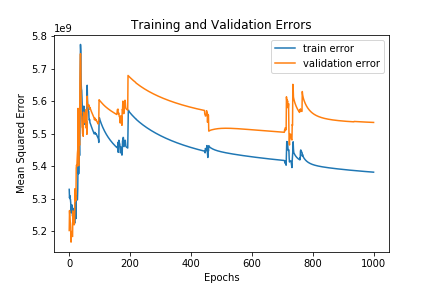 Training and Validation Errors
1e9
5.8
5.7
5.6
5.5
5.4
5.3
5.2
Mean Squared Error
train error
validation error
0
200
400
600
800
1000
Epochs